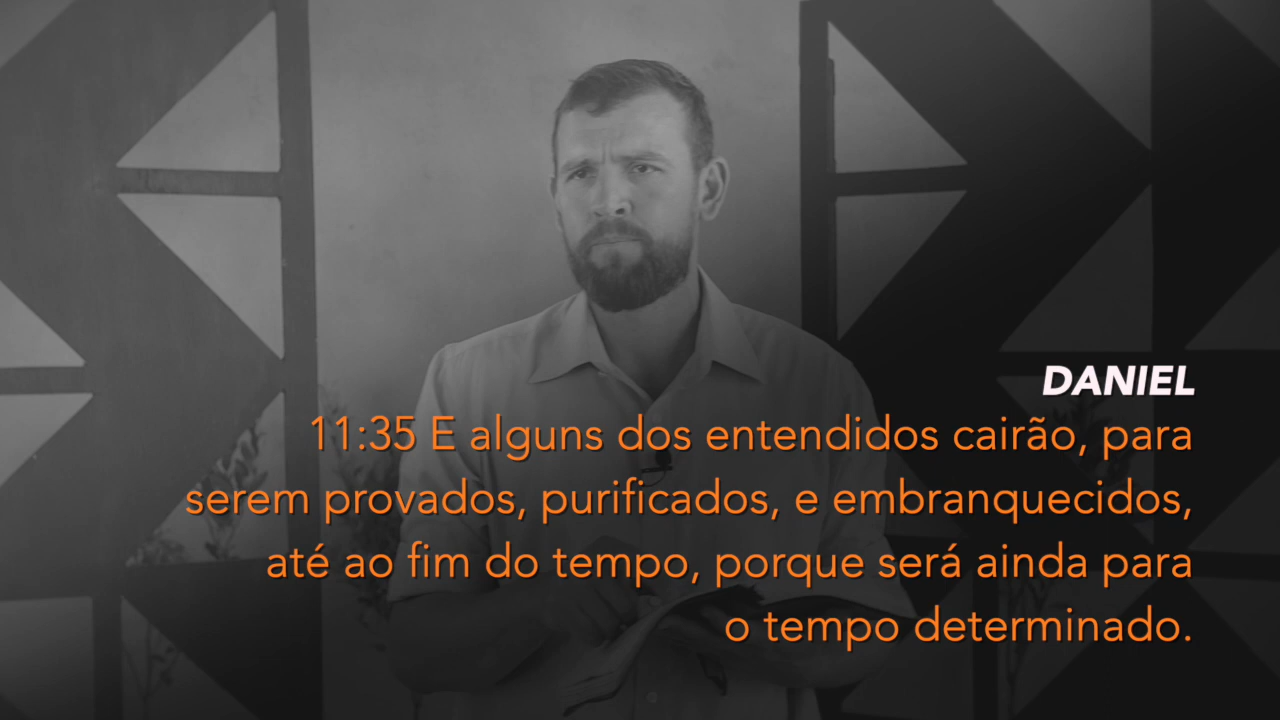 DANIEL
11:35 E alguns dos entendidos cairão, para
serem provados, purificados, e embranquecidos,
até ao fim do tempo, porque será ainda para
o tempo determinado.